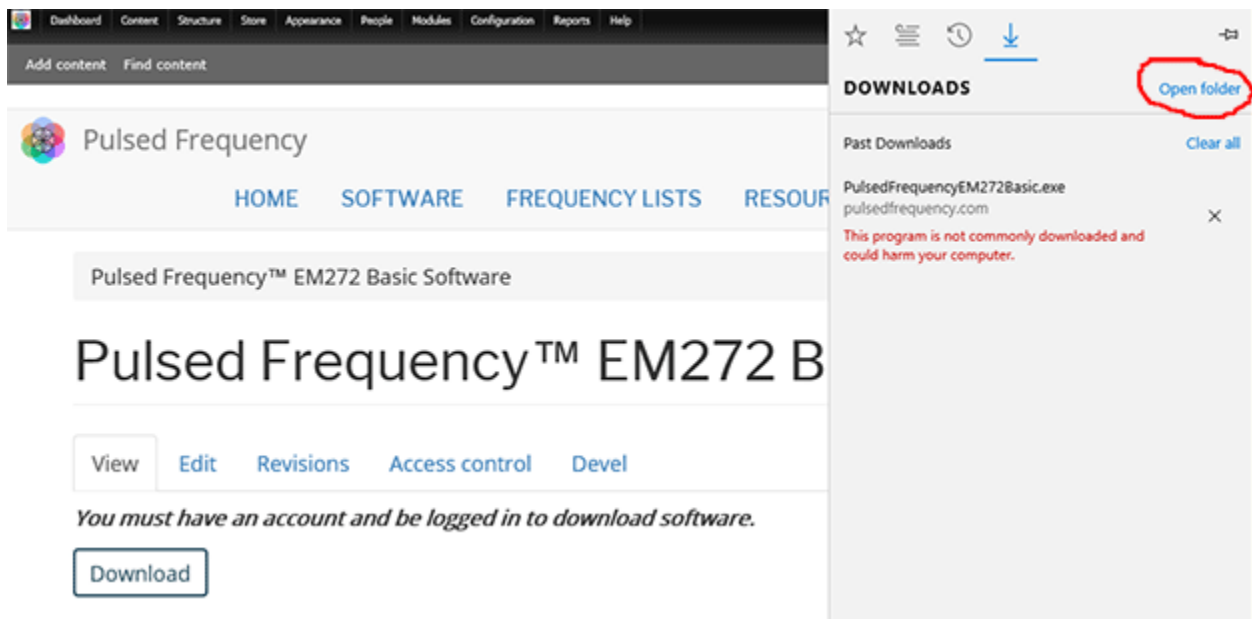 Dashboard Content Structure Store Appearance People Modules Configuration Reports Help
Add content Find content
Pulsed Frequency
HOME SOFTWARE FREQUENCY LISTS RESOUR
Pulsed Frequency™ EM272 Basic Software
Pulsed Frequency™ EM272 B
View Edit Revisions Access control Devel
You must have an account and be logged in to download software.
Download
DOWNLOADS Open folder
Past Downloads Clear all
PulsedFrequencyEM272Basic.exe
pulsedfrequency.com
This program is not commonly downloaded and
could harm your computer.